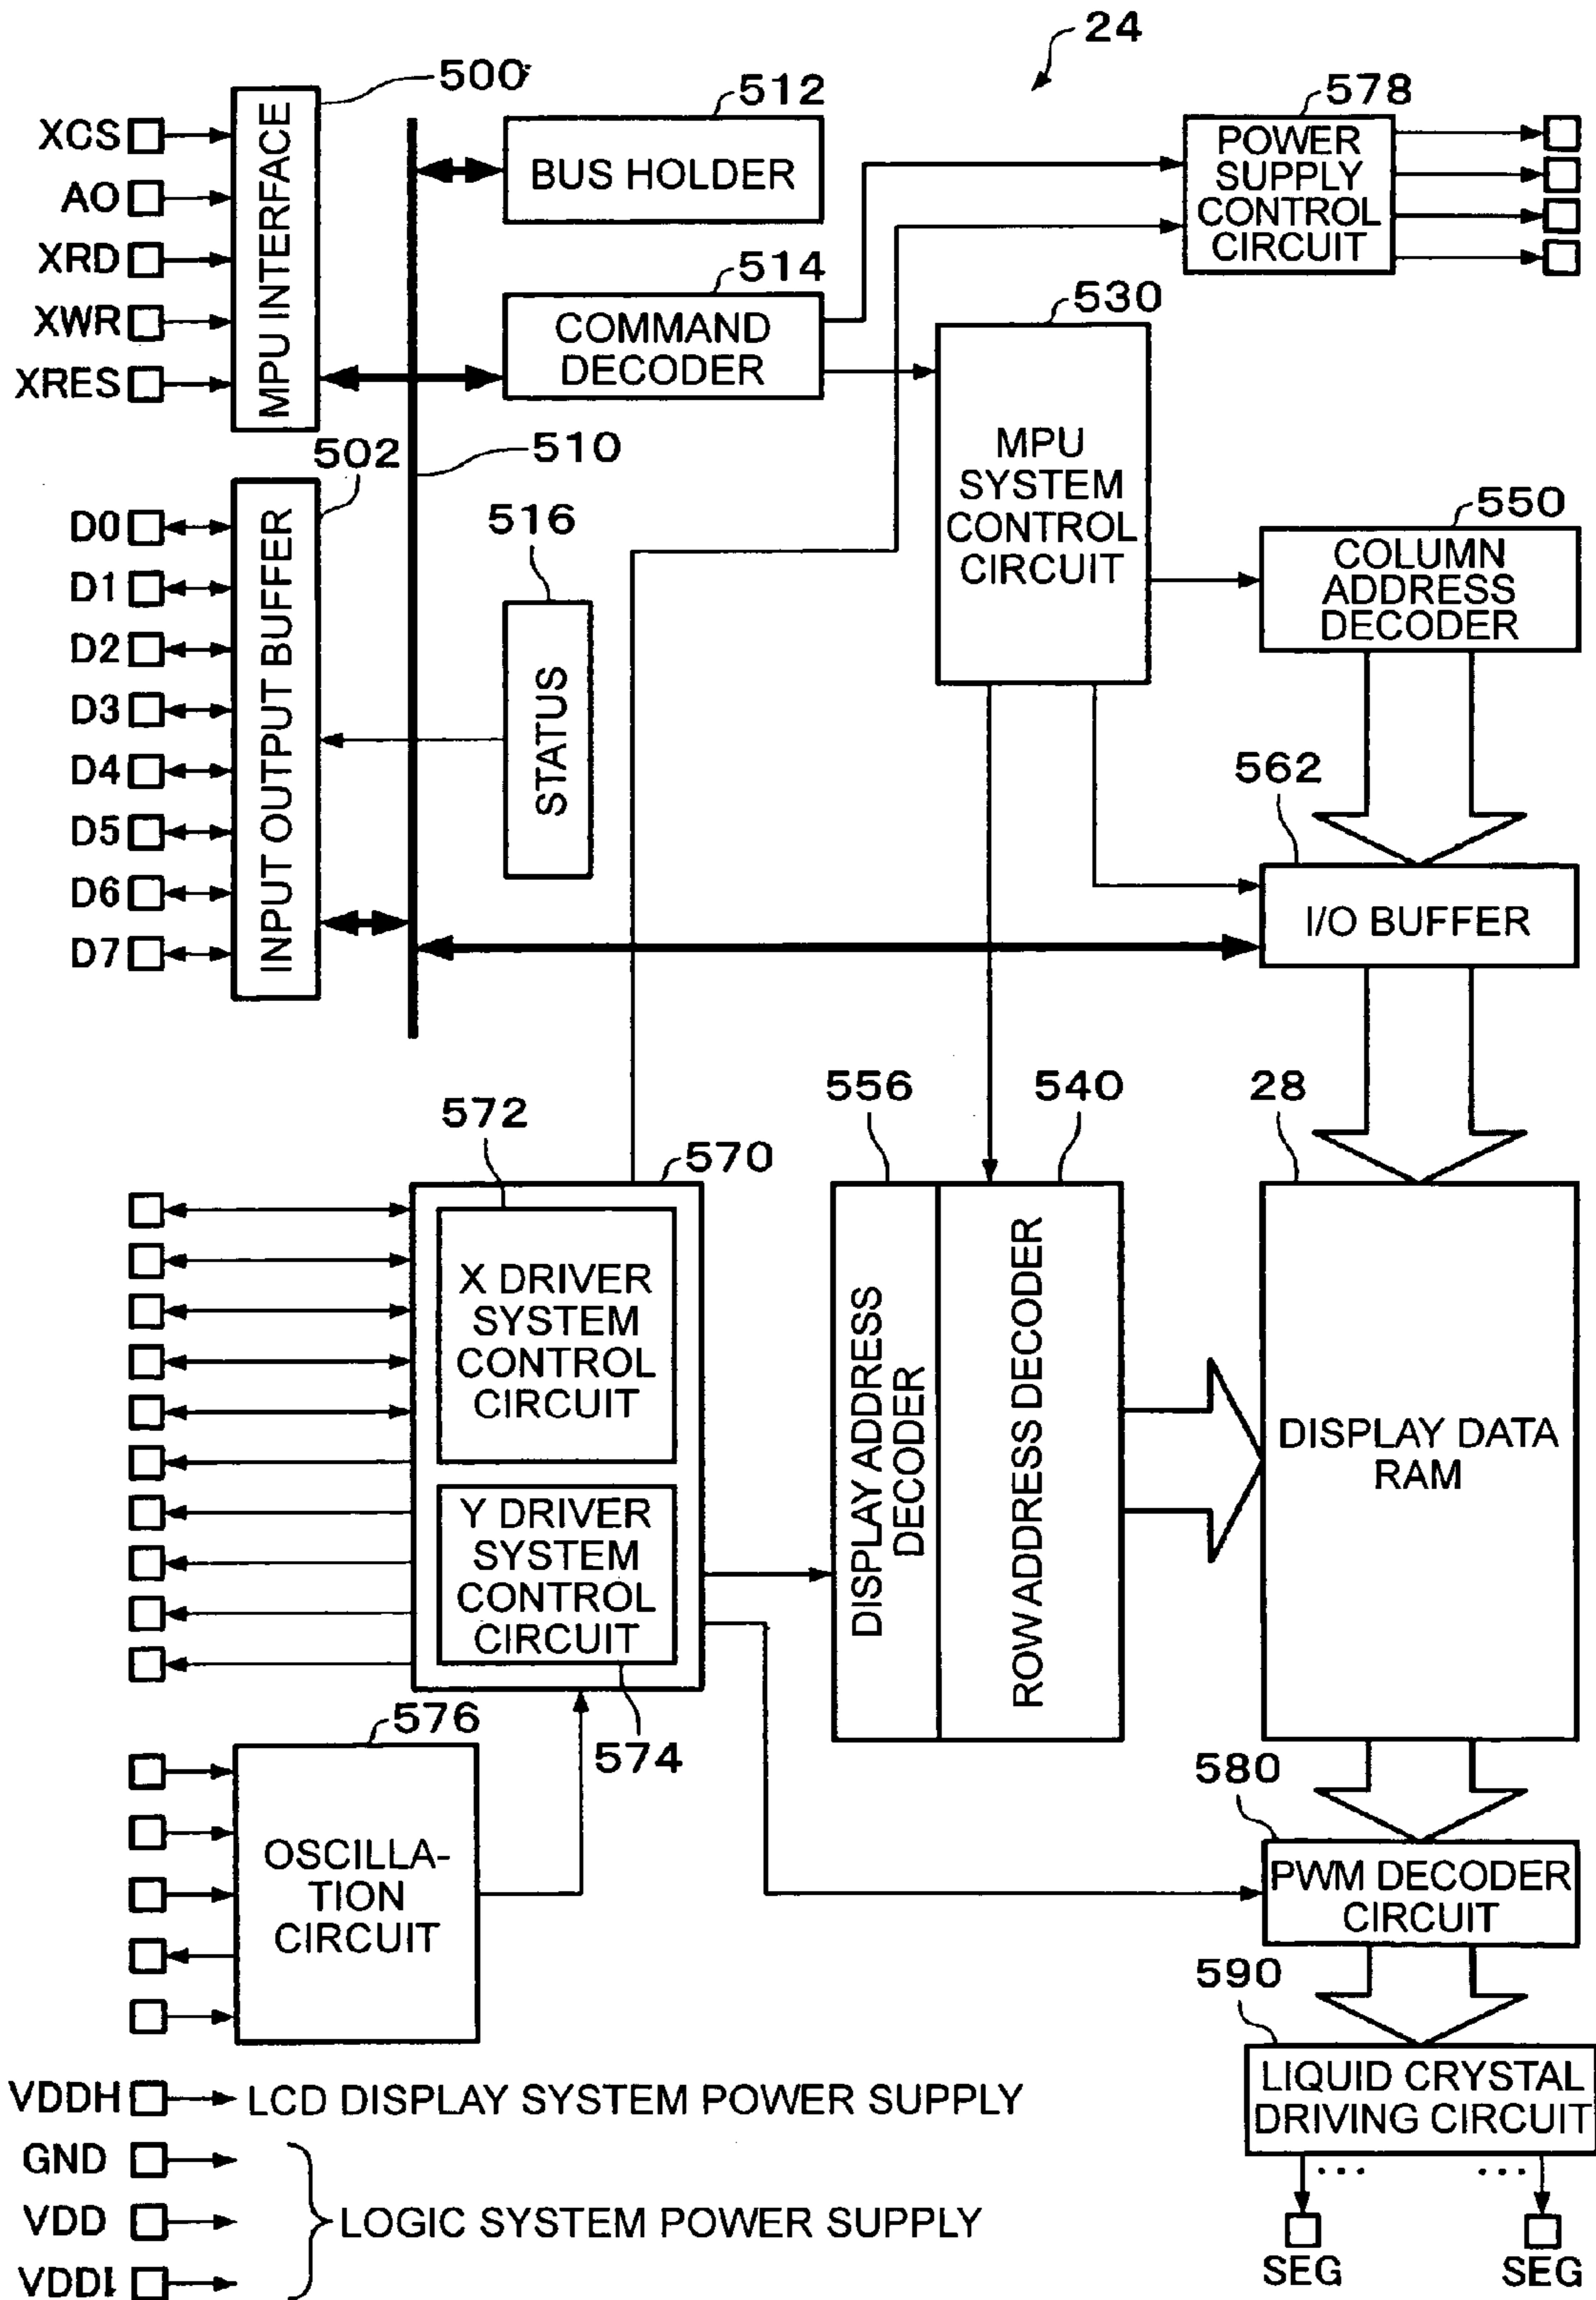 24
500
512
578
XCS
A0
XRD
XWR
XRES
MPU INTERFACE
BUS HOLDER
POWER
SUPPLY
CONTROL
CIRCUIT
514
COMMAND
DECODER
530
MPU
SYSTEM
CONTROL
CIRCUIT
502
510
516
STATUS
550
COLUMN
ADDRESS
DECODER
D0
D1
D2
D3
D4
D5
D6
D7
INPUT OUTPUT BUFFER
562
I/O BUFFER
572
570
556
540
28
X DRIVER
SYSTEM
CONTROL
CIRCUIT
Y DRIVER
SYSTEM
CONTROL
CIRCUIT
574
DISPLAY ADDRESS
DECODER
ROW ADDRESS DECODER
DISPLAY DATA
RAM
576
OSCILLA-
TION
CIRCUIT
580
PWM DECODER
CIRCUIT
590
LIQUID CRYSTAL
DRIVING CIRCUIT
... ...
SEG SEG
VDDH LCD DISPLAY SYSTEM POWER SUPPLY
GND
VDD LOGIC SYSTEM POWER SUPPLY
VDDI